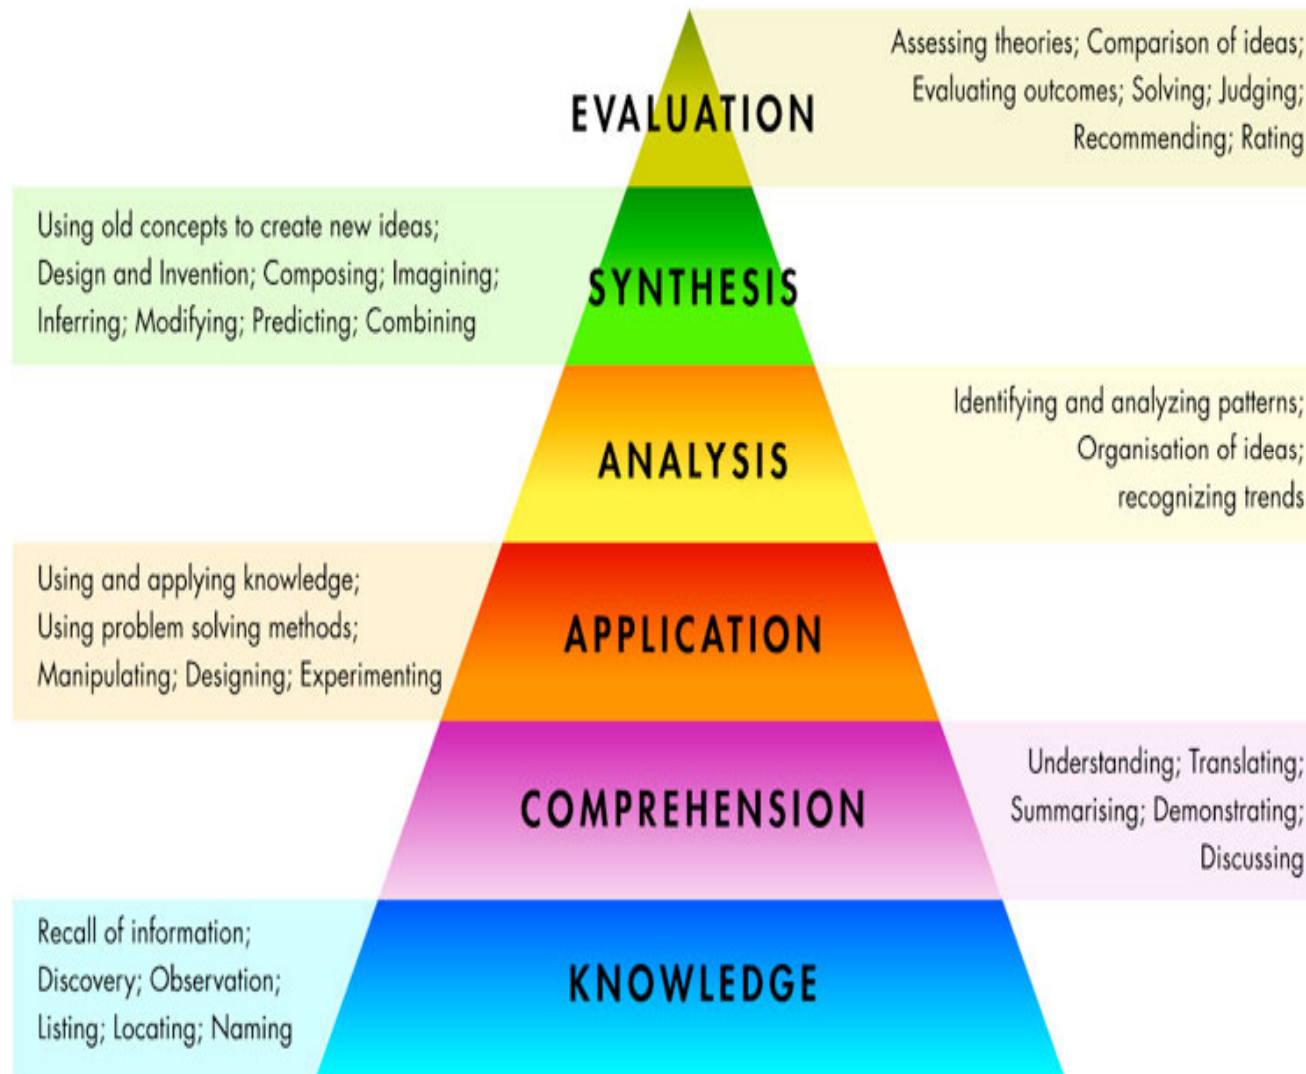 Assessing theories; Comparison of ideas;
Evaluating outcomes; Solving; Judging;
Recommending; Rating
EVALUATION
Using old concepts to create new ideas;
Design and Invention; Composing; Imagining;
Inferring; Modifying; Predicting; Combining
SYNTHESIS
Identifying and analyzing patterns;
Organisation of ideas;
recognizing trends
ANALYSIS
Using and applying knowledge;
Using problem solving methods;
Manipulating; Designing; Experimenting
APPLICATION
Understanding; Translating;
Summarising; Demonstrating;
Discussing
COMPREHENSION
Recall of information;
Discovery; Observation;
Listing; Locating; Naming
KNOWLEDGE